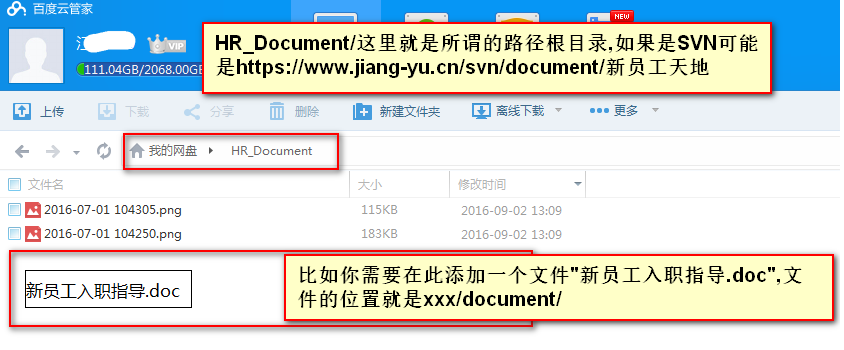 百度云管家
NEW
HR_Document/这里就是所谓的路径根目录,如果是SVN可能
是https://www.jiang-yu.cn/svn/document/新员工天地
VIP
111.04GB/2068.00GB
上传 下载 分享 删除 新建文件夹 离线下载 更多
我的网盘 HR_Document
文件名 大小 修改时间
2016-07-01 104305.png 115KB 2016-09-02 13:09
2016-07-01 104250.png 183KB 2016-09-02 13:09
新员工入职指导.doc
比如你需要在此添加一个文件"新员工入职指导.doc",文
件的位置就是xxx/document/